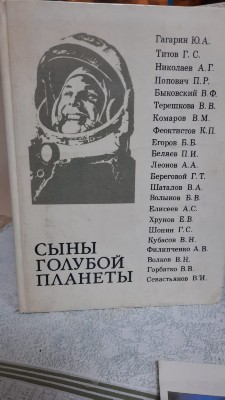 Гагарин Ю. А.
Титов Г. С.
Николаев А. Г.
Попович П. Р.
Быковский В. Ф.
Терешкова В. В.
Комаров В. М.
Феоктистов К. П.
Егоров Б. Б.
Беляев П. И.
Леонов А. А.
Береговой Г. Т.
Шаталов В. А.
Волынов Б. В.
Елисеев А. С.
Хрунов Е. В.
Шонин Г. С.
Кубасов В. Н.
Филипченко А. В.
Волков В. Н.
Горбатко В. В.
Севастьянов В. И.
СЫНЫ
ГОЛУБОЙ
ПЛАНЕТЫ